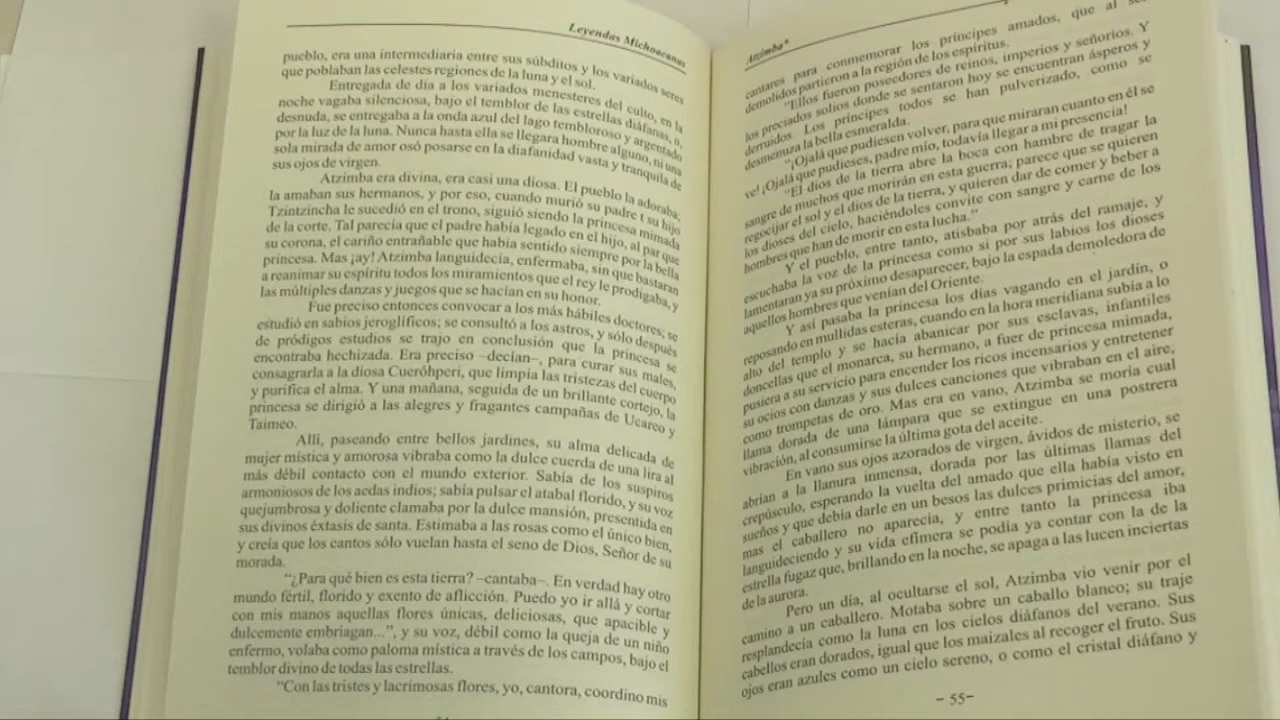 Leyendas Michoacanas
pueblo, era una intermediaria entre sus súbditos y los variados seres
que poblaban las celestes regiones de la luna y el sol.
Entregada de día a los variados menesteres del culto, en la
noche vagaba silenciosa, bajo el temblor de las estrellas diáfanas, o,
desnuda, se entregaba a la onda azul del lago tembloroso y argentado
por la luz de la luna. Nunca hasta ella se llegara hombre alguno, ni una
sola mirada de amor osó posarse en la diafanidad vasta y tranquila de
sus ojos de virgen.
Atzimba era divina, era casi una diosa. El pueblo la adoraba;
la amaban sus hermanos, y por eso, cuando murió su padre t su hijo
Tzintzincha le sucedió en el trono, siguió siendo la princesa mimada
de la corte. Tal parecía que el padre había legado en el hijo, al par que
su corona, el cariño entrañable que había sentido siempre por la bella
princesa. Mas ¡ay! Atzimba languidecía, enfermaba, sin que bastaran
a reanimar su espíritu todos los miramientos que el rey le prodigaba, y
las múltiples danzas y juegos que se hacían en su honor.
Fue preciso entonces convocar a los más hábiles doctores; se
estudió en sabios jeroglíficos; se consultó a los astros, y sólo después
de pródigos estudios se trajo en conclusión que la princesa se
encontraba hechizada. Era preciso –decían–, para curar sus males,
consagrarla a la diosa Cueróhperi, que limpia las tristezas del cuerpo
y purifica el alma. Y una mañana, seguida de un brillante cortejo, la
princesa se dirigió a las alegres y fragantes campañas de Ucareo y
Taimeo.
Allí, paseando entre bellos jardines, su alma delicada de
mujer mística y amorosa vibraba como la dulce cuerda de una lira al
más débil contacto con el mundo exterior. Sabía de los suspiros
armoniosos de los aedas indios; sabía pulsar el atabal florido, y su voz
quejumbrosa y doliente clamaba por la dulce mansión, presentida en
sus divinos éxtasis de santa. Estimaba a las rosas como el único bien,
y creía que los cantos sólo vuelan hasta el seno de Dios, Señor de su
morada.
“¿Para qué bien es esta tierra? –cantaba–. En verdad hay otro
mundo fértil, florido y exento de aflicción. Puedo yo ir allá y cortar
con mis manos aquellas flores únicas, deliciosas, que apacible y
dulcemente embriagan...”, y su voz, débil como la queja de un niño
enfermo, volaba como paloma mística a través de los campos, bajo el
temblor divino de todas las estrellas.
“Con las tristes y lacrimosas flores, yo, cantora, coordino mis
Atzimba*
cantares para conmemorar los príncipes amados, que al ser
demolidos partieron a la región de los espíritus.
“Ellos fueron poseedores de reinos, imperios y señoríos. Y
los preciados solios donde se sentaron hoy se encuentran ásperos y
derruidos. Los príncipes todos se han pulverizado, como se
desmenuza la bella esmeralda.
“¡Ojalá que pudiesen volver, para que miraran cuanto en él se
ve! ¡Ojalá que pudieses, padre mío, todavía llegar a mi presencia!
“El dios de la tierra abre la boca con hambre de tragar la
sangre de muchos que morirán en esta guerra; parece que se quieren
regocijar el sol y el dios de la tierra, y quieren dar de comer y beber a
los dioses del cielo, haciéndoles convite con sangre y carne de los
hombres que han de morir en esta lucha.”
Y el pueblo, entre tanto, atisbaba por atrás del ramaje, y
escuchaba la voz de la princesa como si por sus labios los dioses
lamentaran ya su próximo desaparecer, bajo la espada demoledora de
aquellos hombres que venían del Oriente.
Y así pasaba la princesa los días vagando en el jardín, o
reposando en mullidas esteras, cuando en la hora meridiana subía a lo
alto del templo y se hacía abanicar por sus esclavas, infantiles
doncellas que el monarca, su hermano, a fuer de princesa mimada,
pusiera a su servicio para encender los ricos incensarios y entretener
su ocios con danzas y sus dulces canciones que vibraban en el aire,
como trompetas de oro. Mas era en vano, Atzimba se moría cual
llama dorada de una lámpara que se extingue en una postrera
vibración, al consumirse la última gota del aceite.
En vano sus ojos azorados de virgen, ávidos de misterio, se
abrían a la llanura inmensa, dorada por las últimas llamas del
crepúsculo, esperando la vuelta del amado que ella había visto en
sueños y que debía darle en un besos las dulces primicias del amor,
mas el caballero no aparecía, y entre tanto la princesa iba
languideciendo y su vida efímera se podía ya contar con la de la
estrella fugaz que, brillando en la noche, se apaga a las lucen inciertas
de la aurora.
Pero un día, al ocultarse el sol, Atzimba vio venir por el
camino a un caballero. Motaba sobre un caballo blanco; su traje
resplandecía como la luna en los cielos diáfanos del verano. Sus
cabellos eran dorados, igual que los maizales al recoger el fruto. Sus
ojos eran azules como un cielo sereno, o como el cristal diáfano y
– 55–